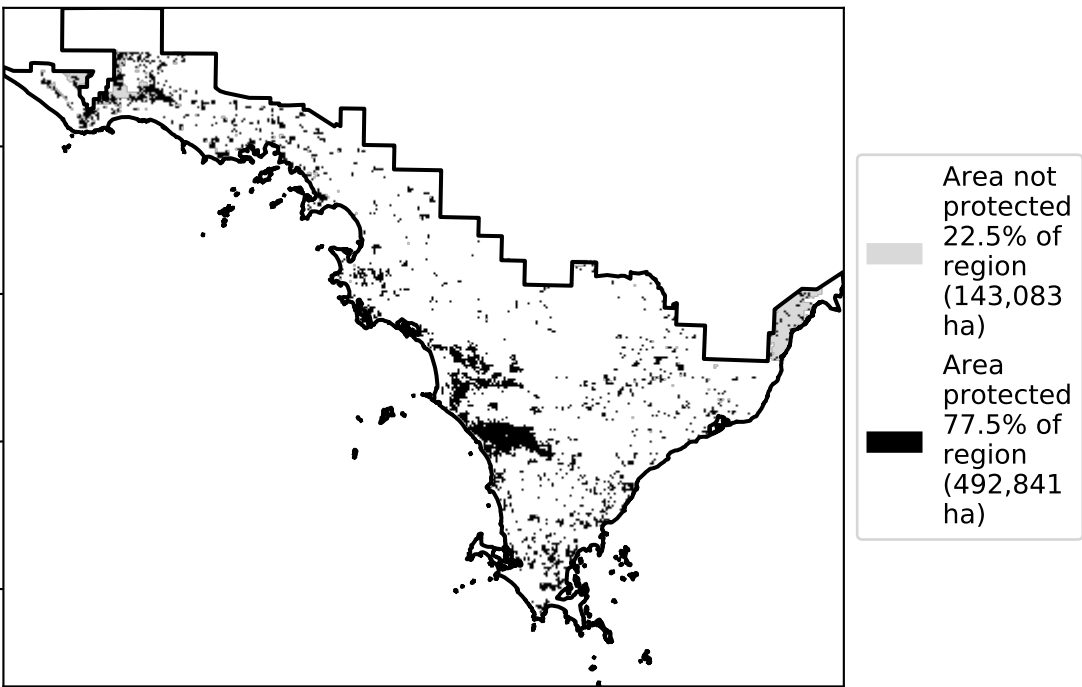 Area not
protected
22.5% of
region
(143,083
ha)
Area
protected
77.5% of
region
(492,841
ha)